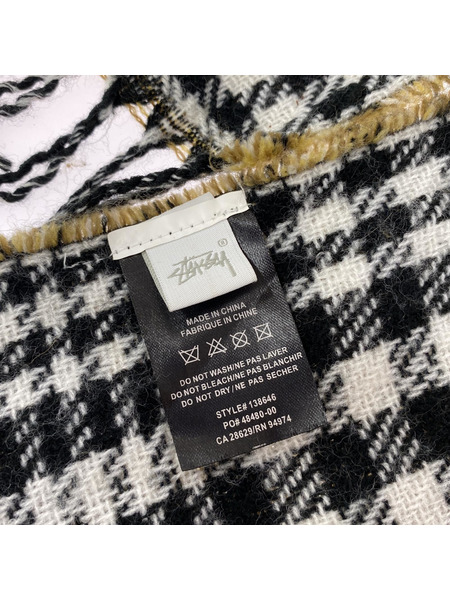 STÜSSY ®
MADE IN CHINA
FABRIQUE IN CHINE
DO NOT WASH/NE PAS LAVER
DO NOT BLEACH/NE PAS BLANCHIR
DO NOT DRY/NE PAS SECHER
STYLE# 138646
PO# 48480-00
CA 28629/RN 94974